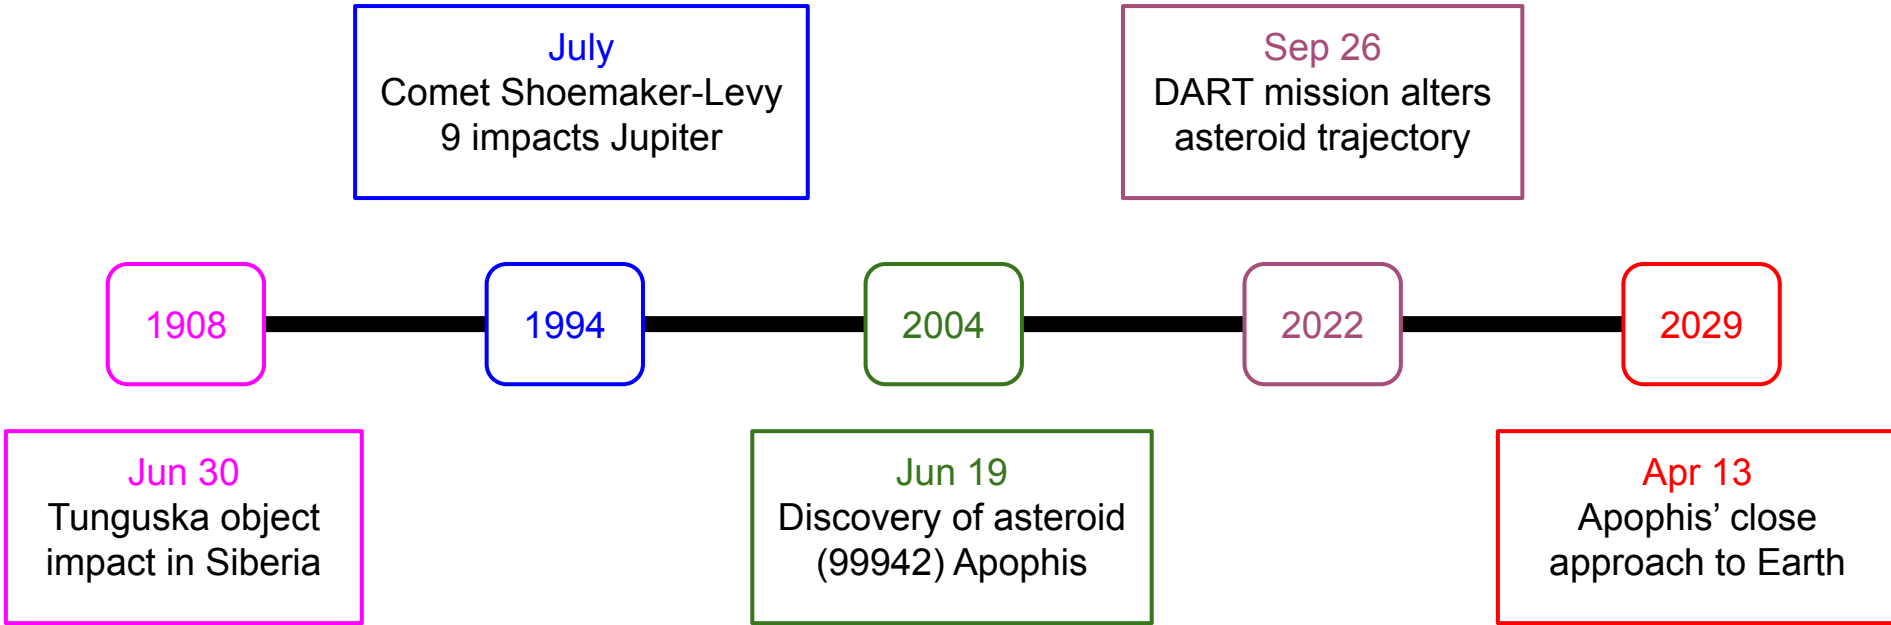 July
Comet Shoemaker-Levy
9 impacts Jupiter
Sep 26
DART mission alters
asteroid trajectory
1908
1994
2004
2022
2029
Jun 30
Tunguska object
impact in Siberia
Jun 19
Discovery of asteroid
(99942) Apophis
Apr 13
Apophis’ close
approach to Earth